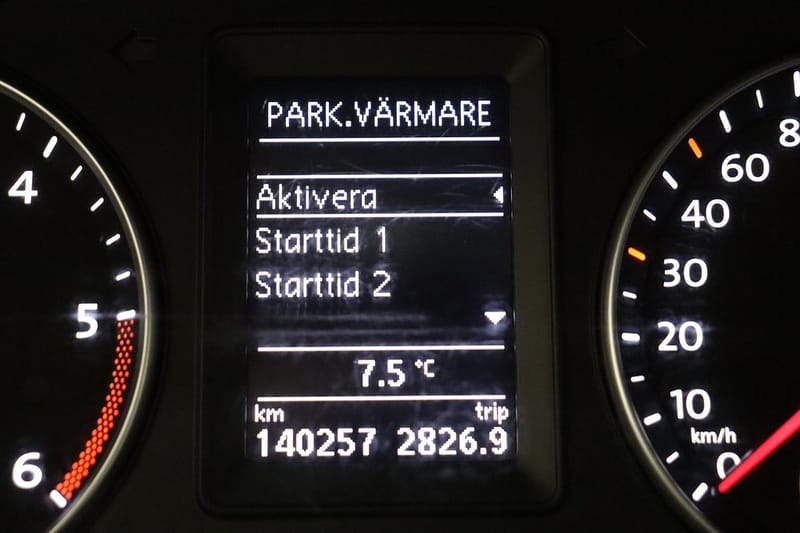 PARK.VÄRMARE
Aktivera
Starttid 1
Starttid 2
7.5 °C
km trip
140257 2826.9
4
5
6
8
60
40
30
20
10
km/h
0